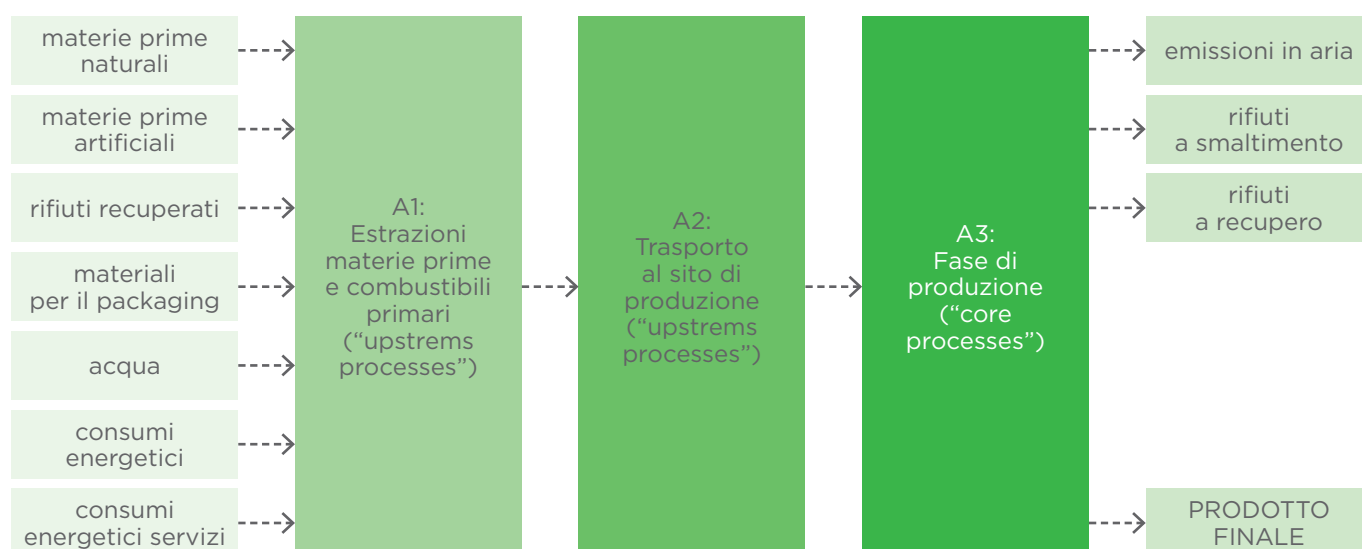 materie prime
naturali
materie prime
artificiali
rifiuti recuperati
materiali
per il packaging
acqua
consumi
energetici
consumi
energetici servizi
A1:
Estrazioni
materie prime
e combustibili
primari
(“upstrems
processes”)
A2:
Trasporto
al sito di
produzione
(“upstrems
processes”)
A3:
Fase di
produzione
(“core
processes”)
emissioni in aria
rifiuti
a smaltimento
rifiuti
a recupero
PRODOTTO
FINALE